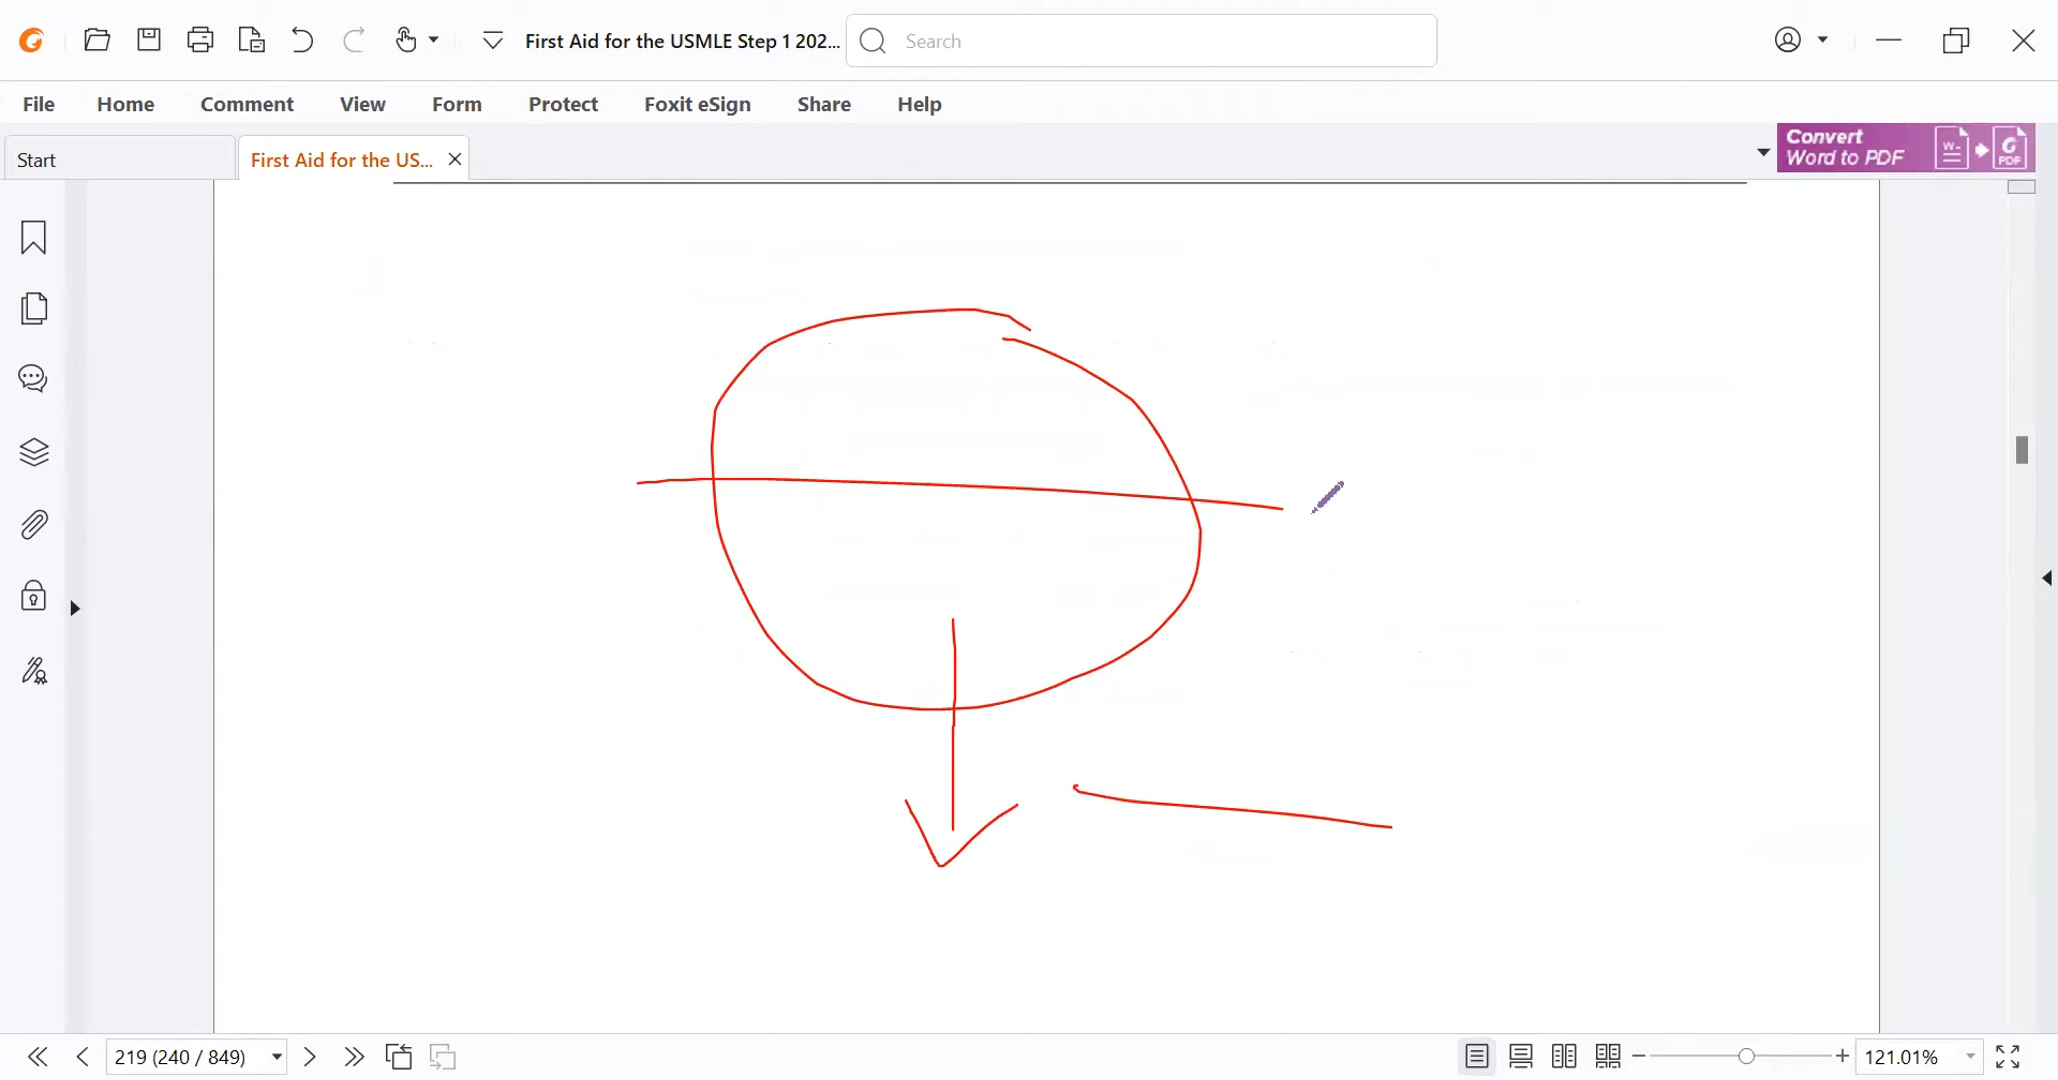 First Aid for the USMLE Step 1 202...
Search
File
Home
Comment
View
Form
Protect
Foxit eSign
Share
Help
Start
First Aid for the US...
Convert
Word to PDF
W
PDF
219 (240 / 849)
121.01%